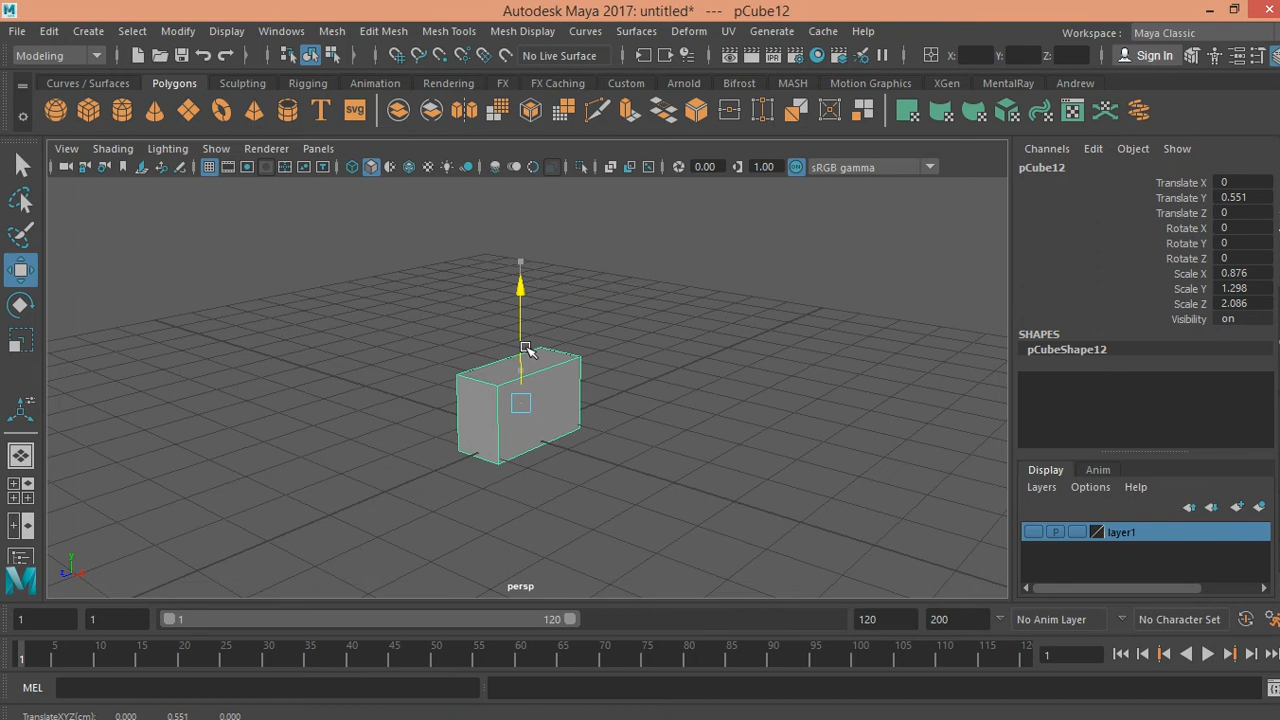 Autodesk Maya 2017: untitled* --- pCube12
File Edit Create Select Modify Display Windows Mesh Edit Mesh Mesh Tools Mesh Display Curves Surfaces Deform UV Generate Cache Help Workspace : Maya Classic
Modeling No Live Surface X: Y: Z: Sign In
Curves / Surfaces Polygons Sculpting Rigging Animation Rendering FX FX Caching Custom Arnold Bifrost MASH Motion Graphics XGen MentalRay Andrew
T svg
View Shading Lighting Show Renderer Panels
0.00 1.00 ON sRGB gamma
Channels Edit Object Show
pCube12
Translate X 0
Translate Y 0.551
Translate Z 0
Rotate X 0
Rotate Y 0
Rotate Z 0
Scale X 0.876
Scale Y 1.298
Scale Z 2.086
Visibility on
SHAPES
pCubeShape12
Display Anim
Layers Options Help
P layer1
y
z x
persp
1 1 1 120 120 200 No Anim Layer No Character Set
1 5 10 15 20 25 30 35 40 45 50 55 60 65 70 75 80 85 90 95 100 105 110 115 12 1
MEL
TranslateXYZ(cm): 0.000 0.551 0.000